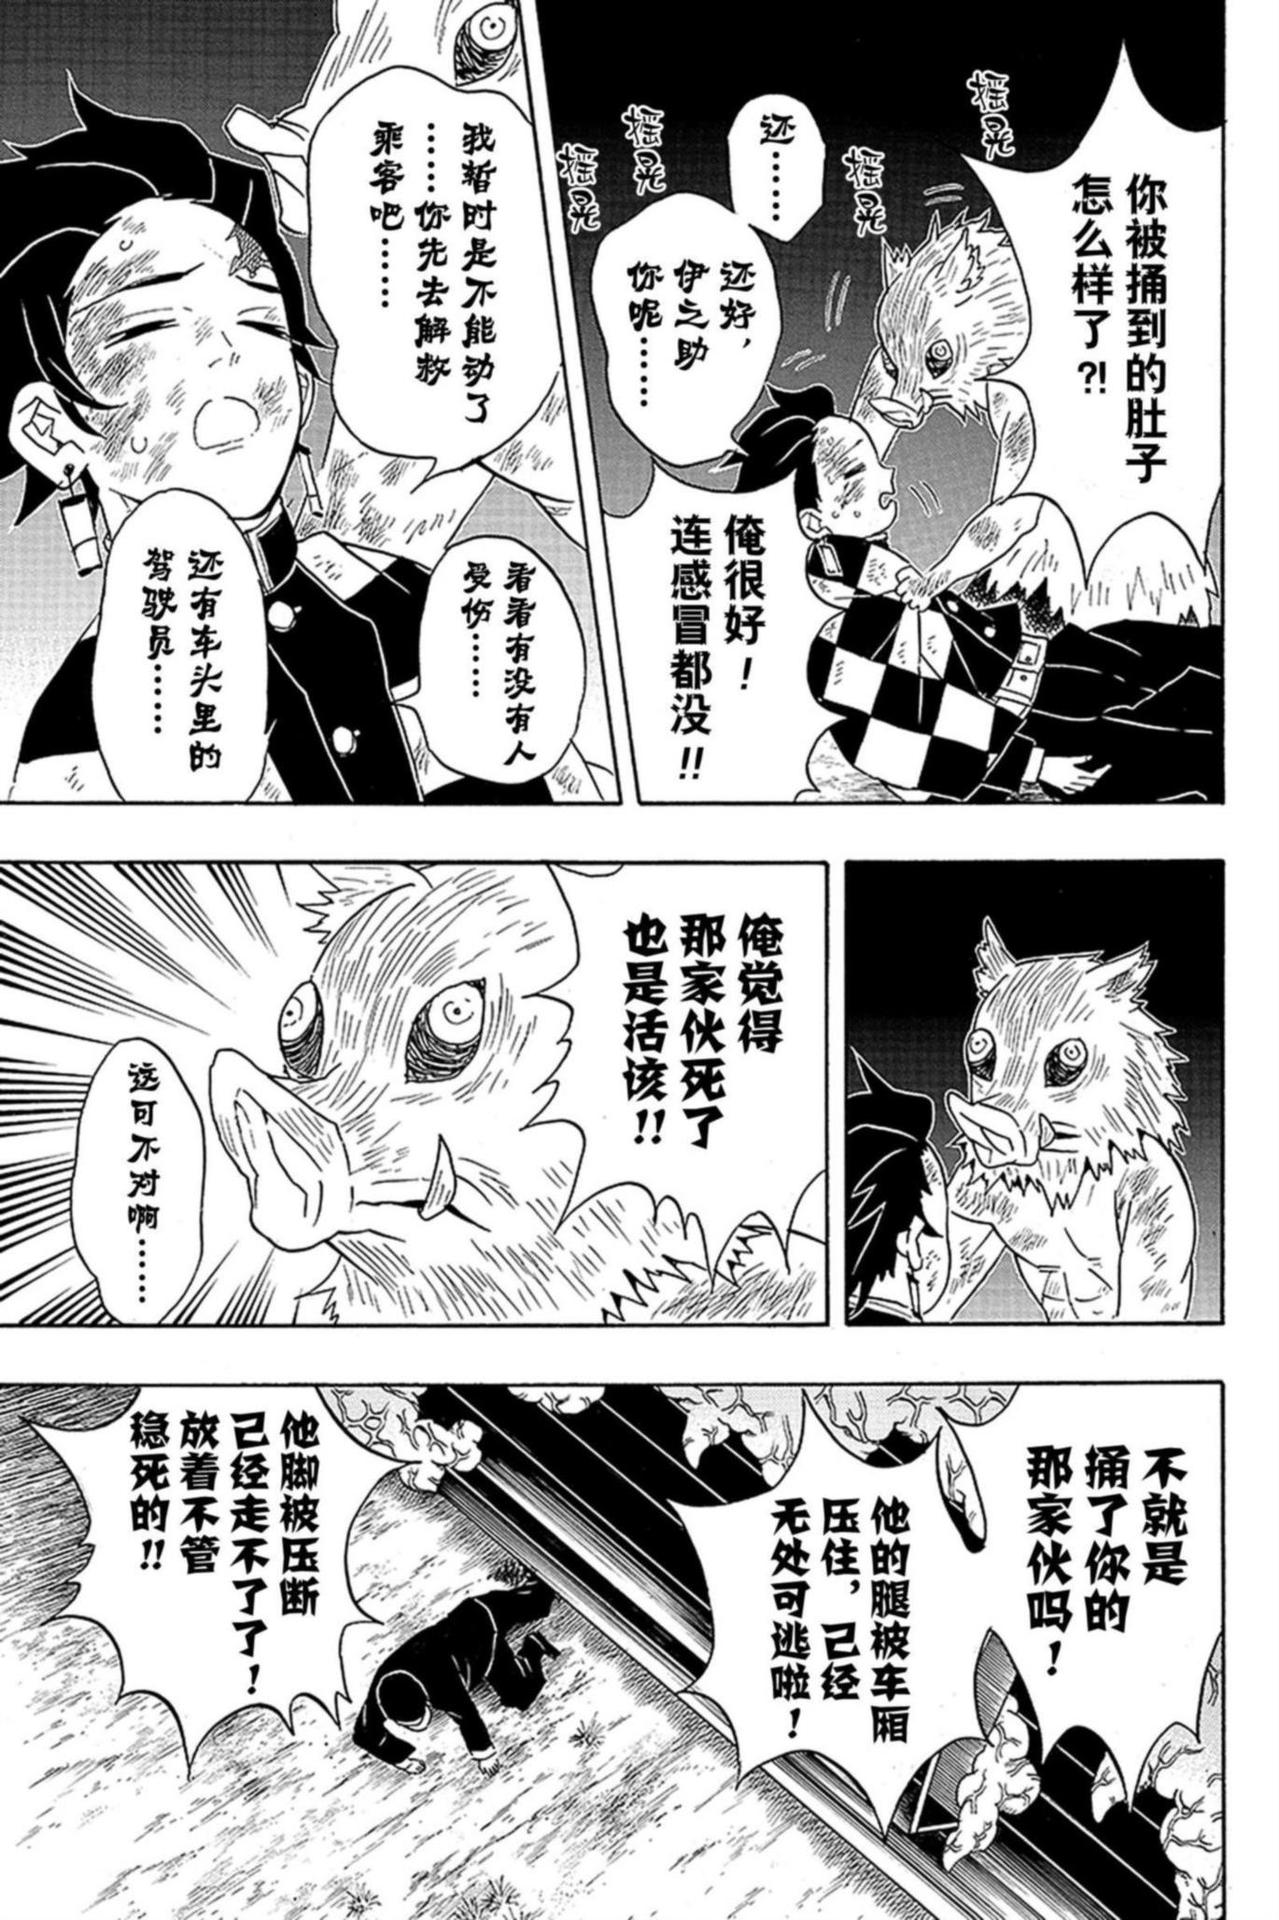 你被捅到的肚子
怎么样了?!
摇晃
摇晃
还……
摇晃
摇晃
还好，
伊之助
你呢……
俺很好！
连感冒都没!!
我暂时是不能动了
……你先去解救
乘客吧……
看看有没有人
受伤……
还有车头里的
驾驶员……
俺觉得
那家伙死了
也是活该!!
这可不对啊……
不就是
捅了你的
那家伙吗！
他的腿被车厢
压住，已经
无处可逃啦！
他脚被压断
已经走不了了！
放着不管
稳死的!!